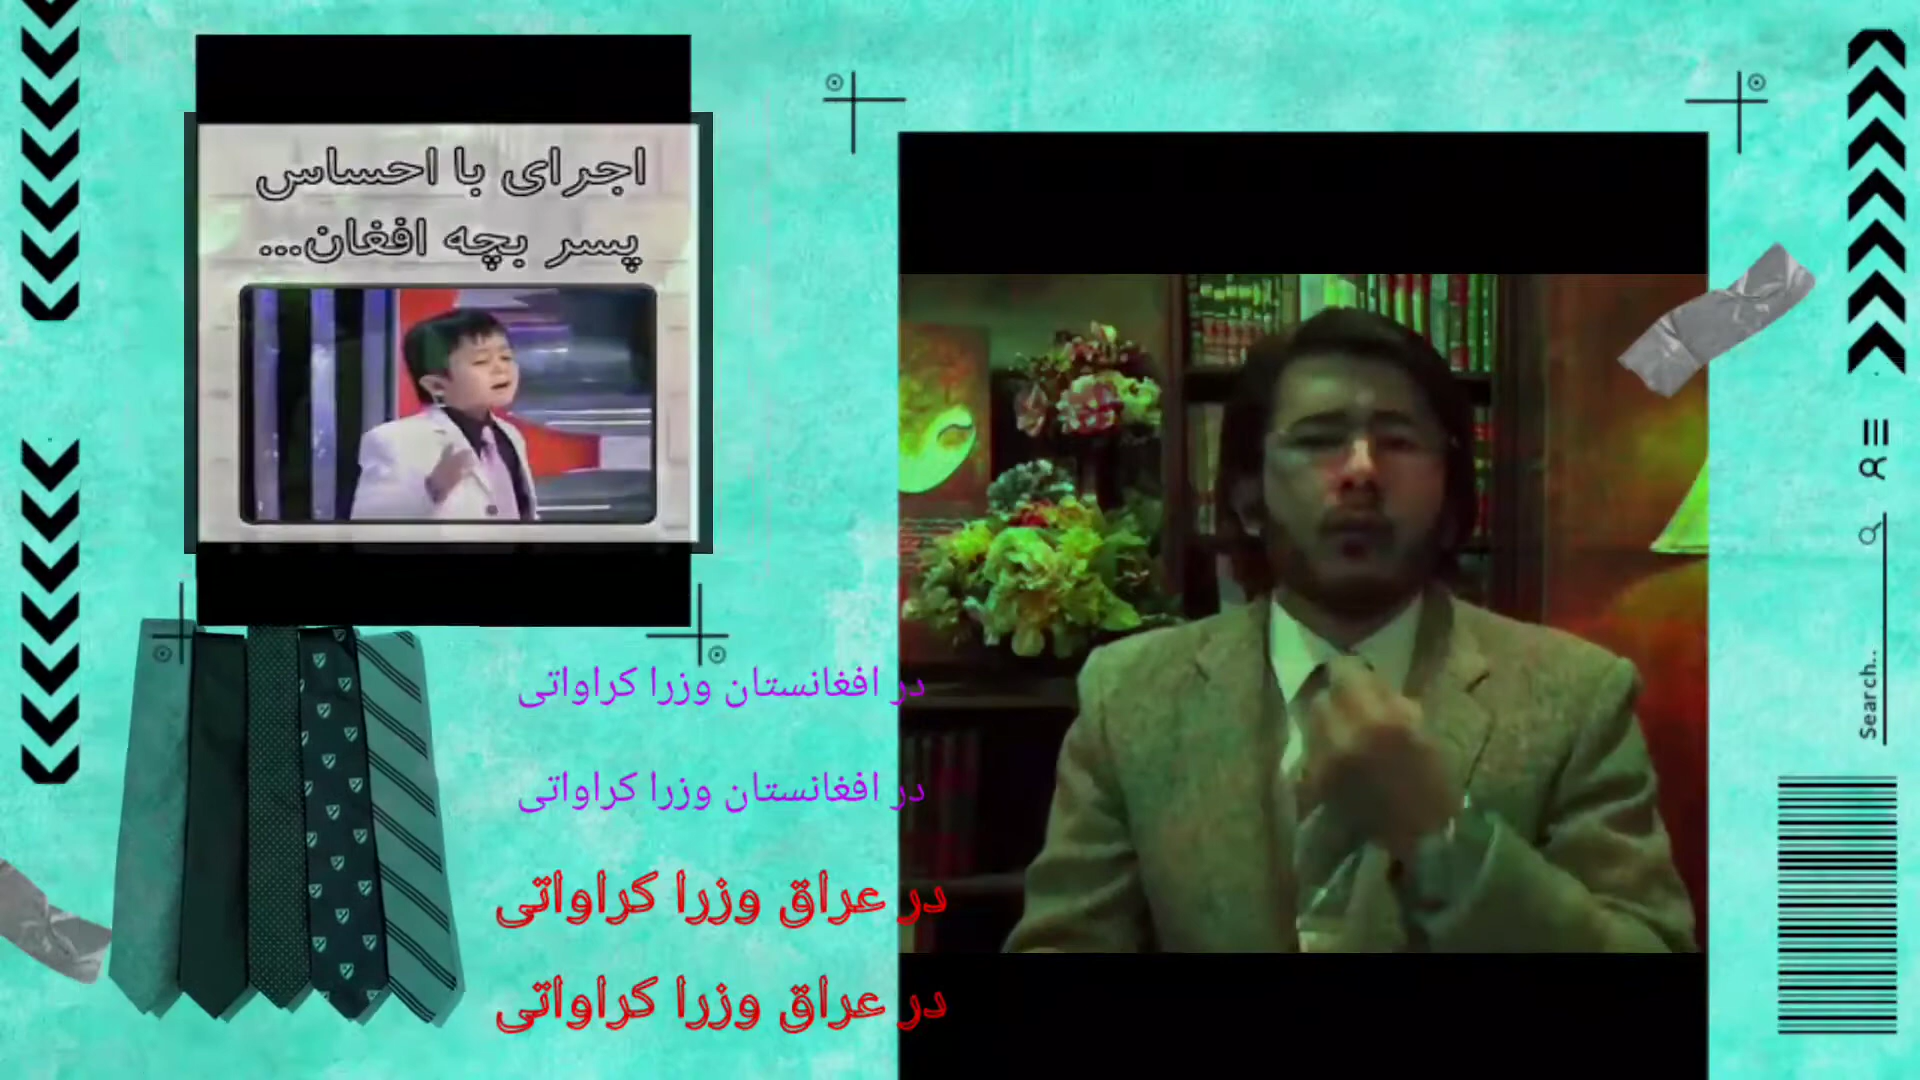 اجرای با احساس
پسر بچه افغان...
در افغانستان وزرا کراواتی
در افغانستان وزرا کراواتی
در عراق وزرا کراواتی
در عراق وزرا کراواتی
Search..